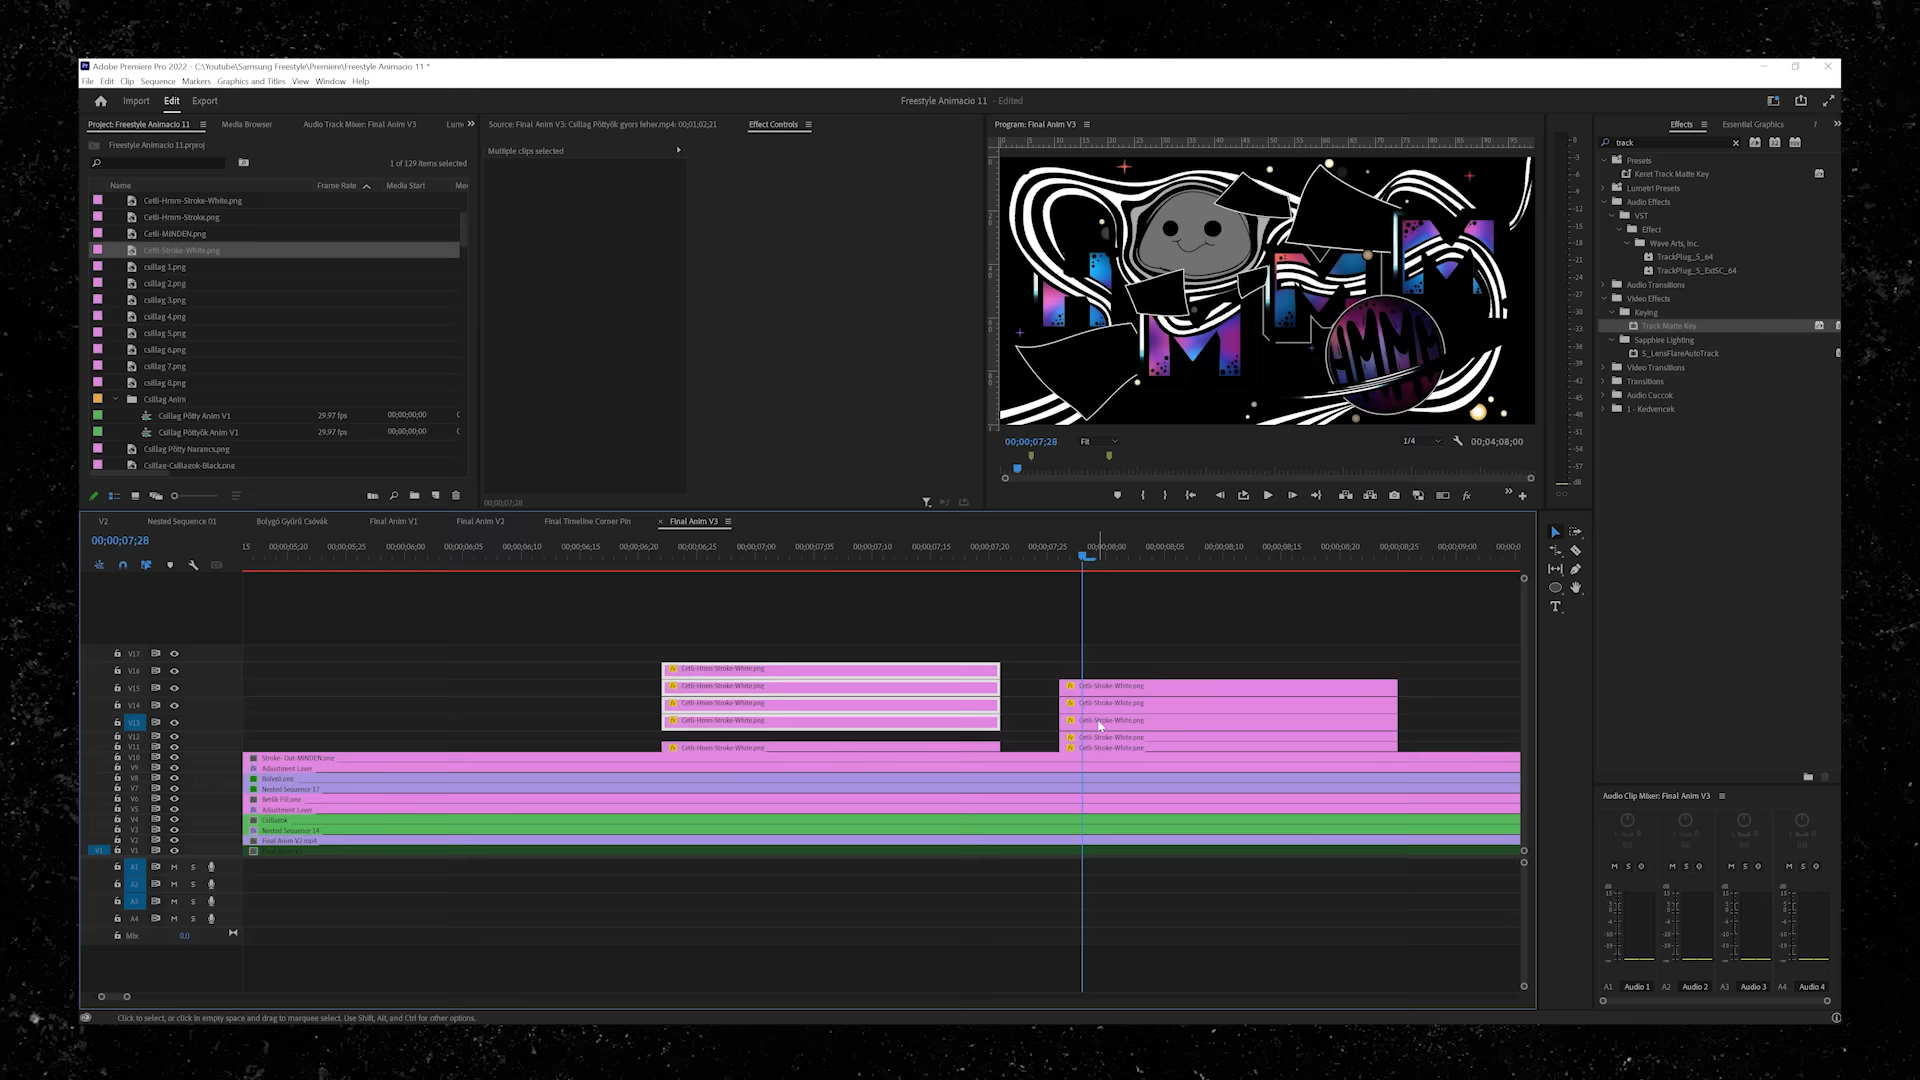 Adobe Premiere Pro 2022 - C:\Youtube\Samsung Freestyle\Premiere\Freestyle Animacio 11 *
File Edit Clip Sequence Markers Graphics and Titles View Window Help
Import Edit Export
Freestyle Animacio 11 - Edited
Project: Freestyle Animacio 11
Media Browser
Audio Track Mixer: Final Anim V3
Lume
Freestyle Animacio 11.prproj
1 of 129 Items selected
Name Frame Rate Media Start Med
Cetli-Hmm-Stroke-White.png
Cetli-Hmm-Stroke.png
Cetli-MINDEN.png
Cetli-Stroke-White.png
csillag 1.png
csillag 2.png
csillag 3.png
csillag 4.png
csillag 5.png
csillag 6.png
csillag 7.png
csillag 8.png
Csillag Anim
Csillag Pötty Anim V1 29,97 fps 00;00;00;00
Csillag Pöttyök Anim V1 29,97 fps 00;00;00;00
Csillag Pötty Narancs.png
Csillag-Csillagok-Black.png
Source: Final Anim V3: Csillag Pöttyök gyors feher.mp4: 00;01;02;21
Effect Controls
Multiple clips selected
00;00;07;28
Program: Final Anim V3
HMMM
00;00;07;28 Fit 1/4 00;04;08;00
Effects Essential Graphics
track
Presets
Keret Track Matte Key
Lumetri Presets
Audio Effects
VST
Effect
Wave Arts, Inc.
TrackPlug_5_64
TrackPlug_5_ExtSC_64
Audio Transitions
Video Effects
Keying
Track Matte Key
Sapphire Lighting
S_LensFlareAutoTrack
Video Transitions
Transitions
Audio Cuccok
1 - Kedvencek
V2 Nested Sequence 01 Bolygó Gyűrű Csóvák Final Anim V1 Final Anim V2 Final Timeline Corner Pin Final Anim V3
00;00;07;28
15 00;00;05;20 00;00;05;25 00;00;06;00 00;00;06;05 00;00;06;10 00;00;06;15 00;00;06;20 00;00;06;25 00;00;07;00 00;00;07;05 00;00;07;10 00;00;07;15 00;00;07;20 00;00;07;25 00;00;08;00 00;00;08;05 00;00;08;10 00;00;08;15 00;00;08;20 00;00;08;25 00;00;09;00 00;00;0
V17
V16 Cetli-Hmm-Stroke-White.png
V15 Cetli-Hmm-Stroke-White.png Cetli-Stroke-White.png
V14 Cetli-Hmm-Stroke-White.png Cetli-Stroke-White.png
V13 Cetli-Hmm-Stroke-White.png Cetli-Stroke-White.png
V12 Cetli-Stroke-White.png
V11 Cetli-Hmm-Stroke-White.png Cetli-Stroke-White.png
V10 Stroke- Out-MINDEN.png
V9 Adjustment Layer
V8 Bolygó.png
V7 Nested Sequence 17
V6 Betűk Fill.png
V5 Adjustment Layer
V4 Csillagok
V3 Nested Sequence 14
V2 Final Anim V2.mp4
V1 V1
A1 M S
A2 M S
A3 M S
A4 M S
Mix 0.0
Audio Clip Mixer: Final Anim V3
M S M S M S M S
A1 Audio 1 A2 Audio 2 A3 Audio 3 A4 Audio 4
Click to select, or click in empty space and drag to marquee select. Use Shift, Alt, and Ctrl for other options.